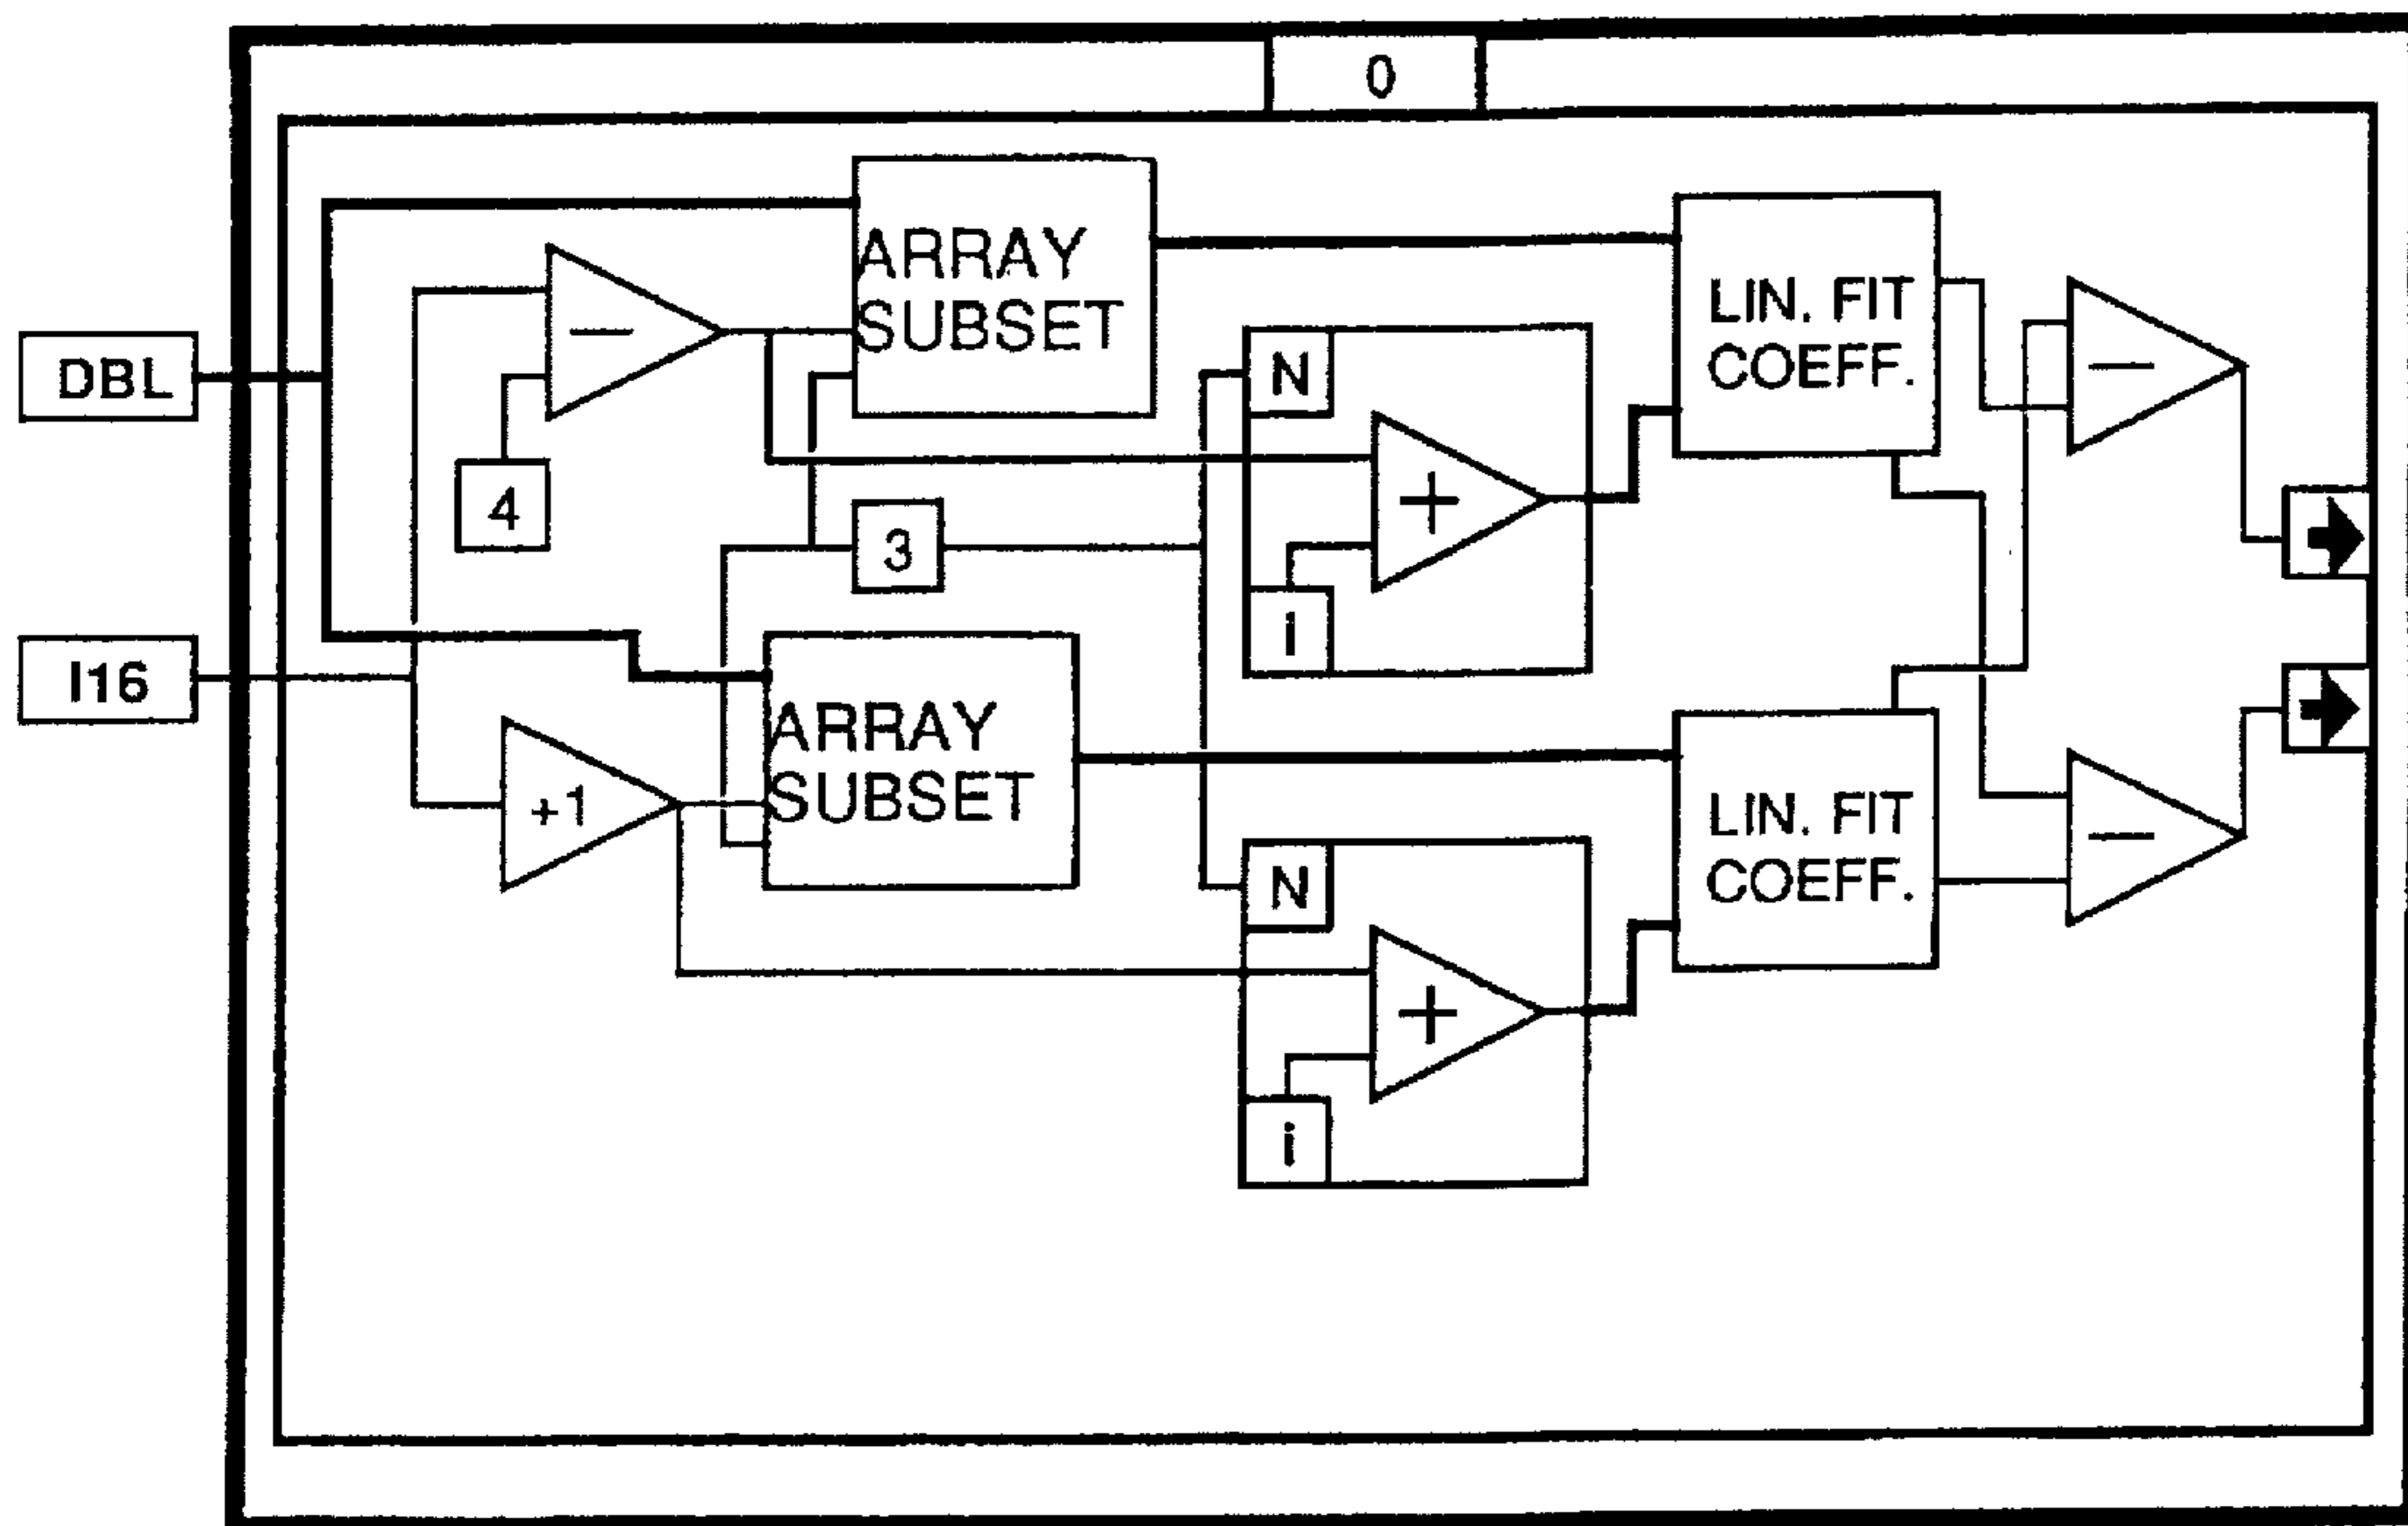 0
ARRAY
SUBSET
—
DBL
4
3
N
+
i
LIN. FIT
COEFF.
—
I16
+1
ARRAY
SUBSET
N
+
i
LIN. FIT
COEFF.
—